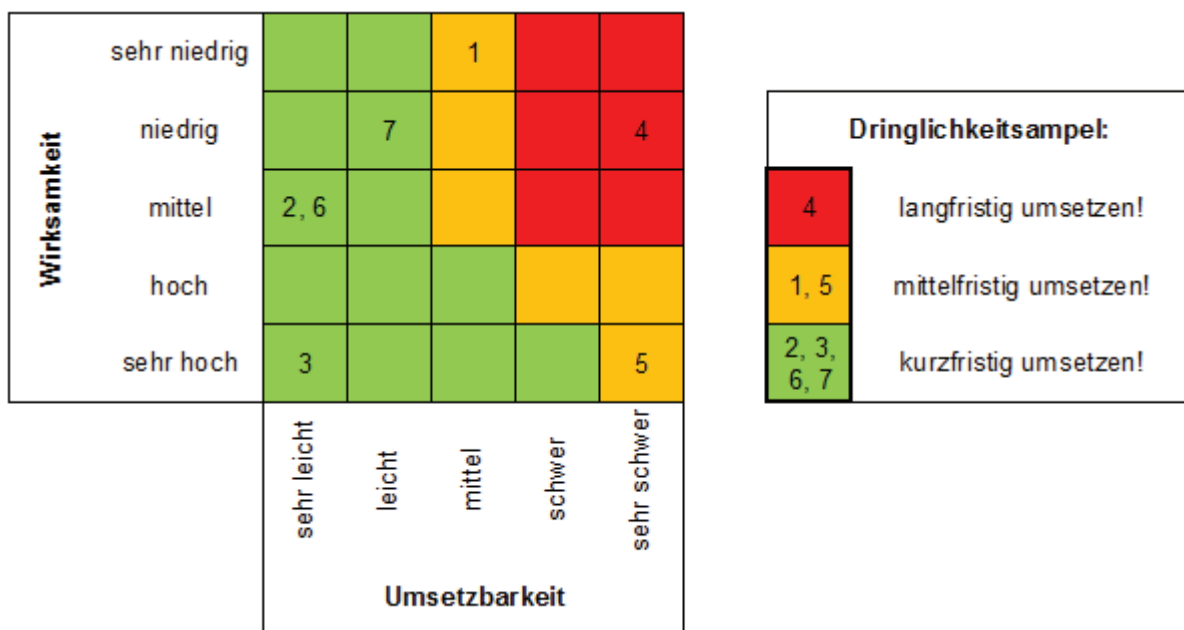 Wirksamkeit
sehr niedrig 1
niedrig 7 4
mittel 2, 6
hoch
sehr hoch 3 5
sehr leicht
leicht
mittel
schwer
sehr schwer
Umsetzbarkeit
Dringlichkeitsampel:
4 langfristig umsetzen!
1, 5 mittelfristig umsetzen!
2, 3,
6, 7 kurzfristig umsetzen!